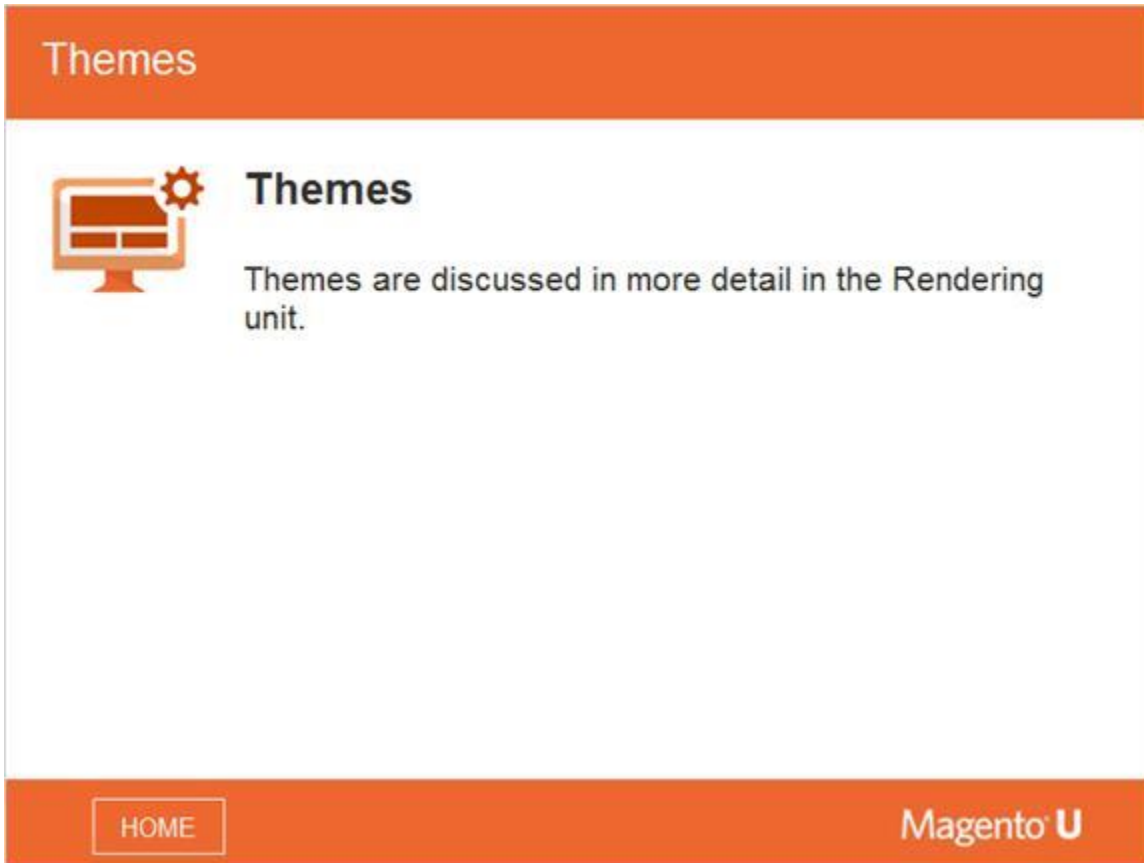 Themes
Themes
Themes are discussed in more detail in the Rendering
unit.
HOME
Magento U